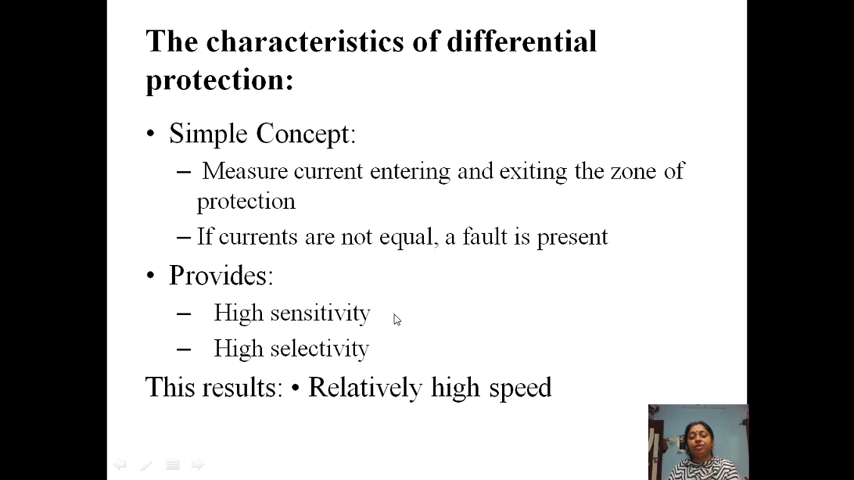 The characteristics of differential
protection:
• Simple Concept:
– Measure current entering and exiting the zone of
protection
– If currents are not equal, a fault is present
• Provides:
– High sensitivity
– High selectivity
This results: • Relatively high speed